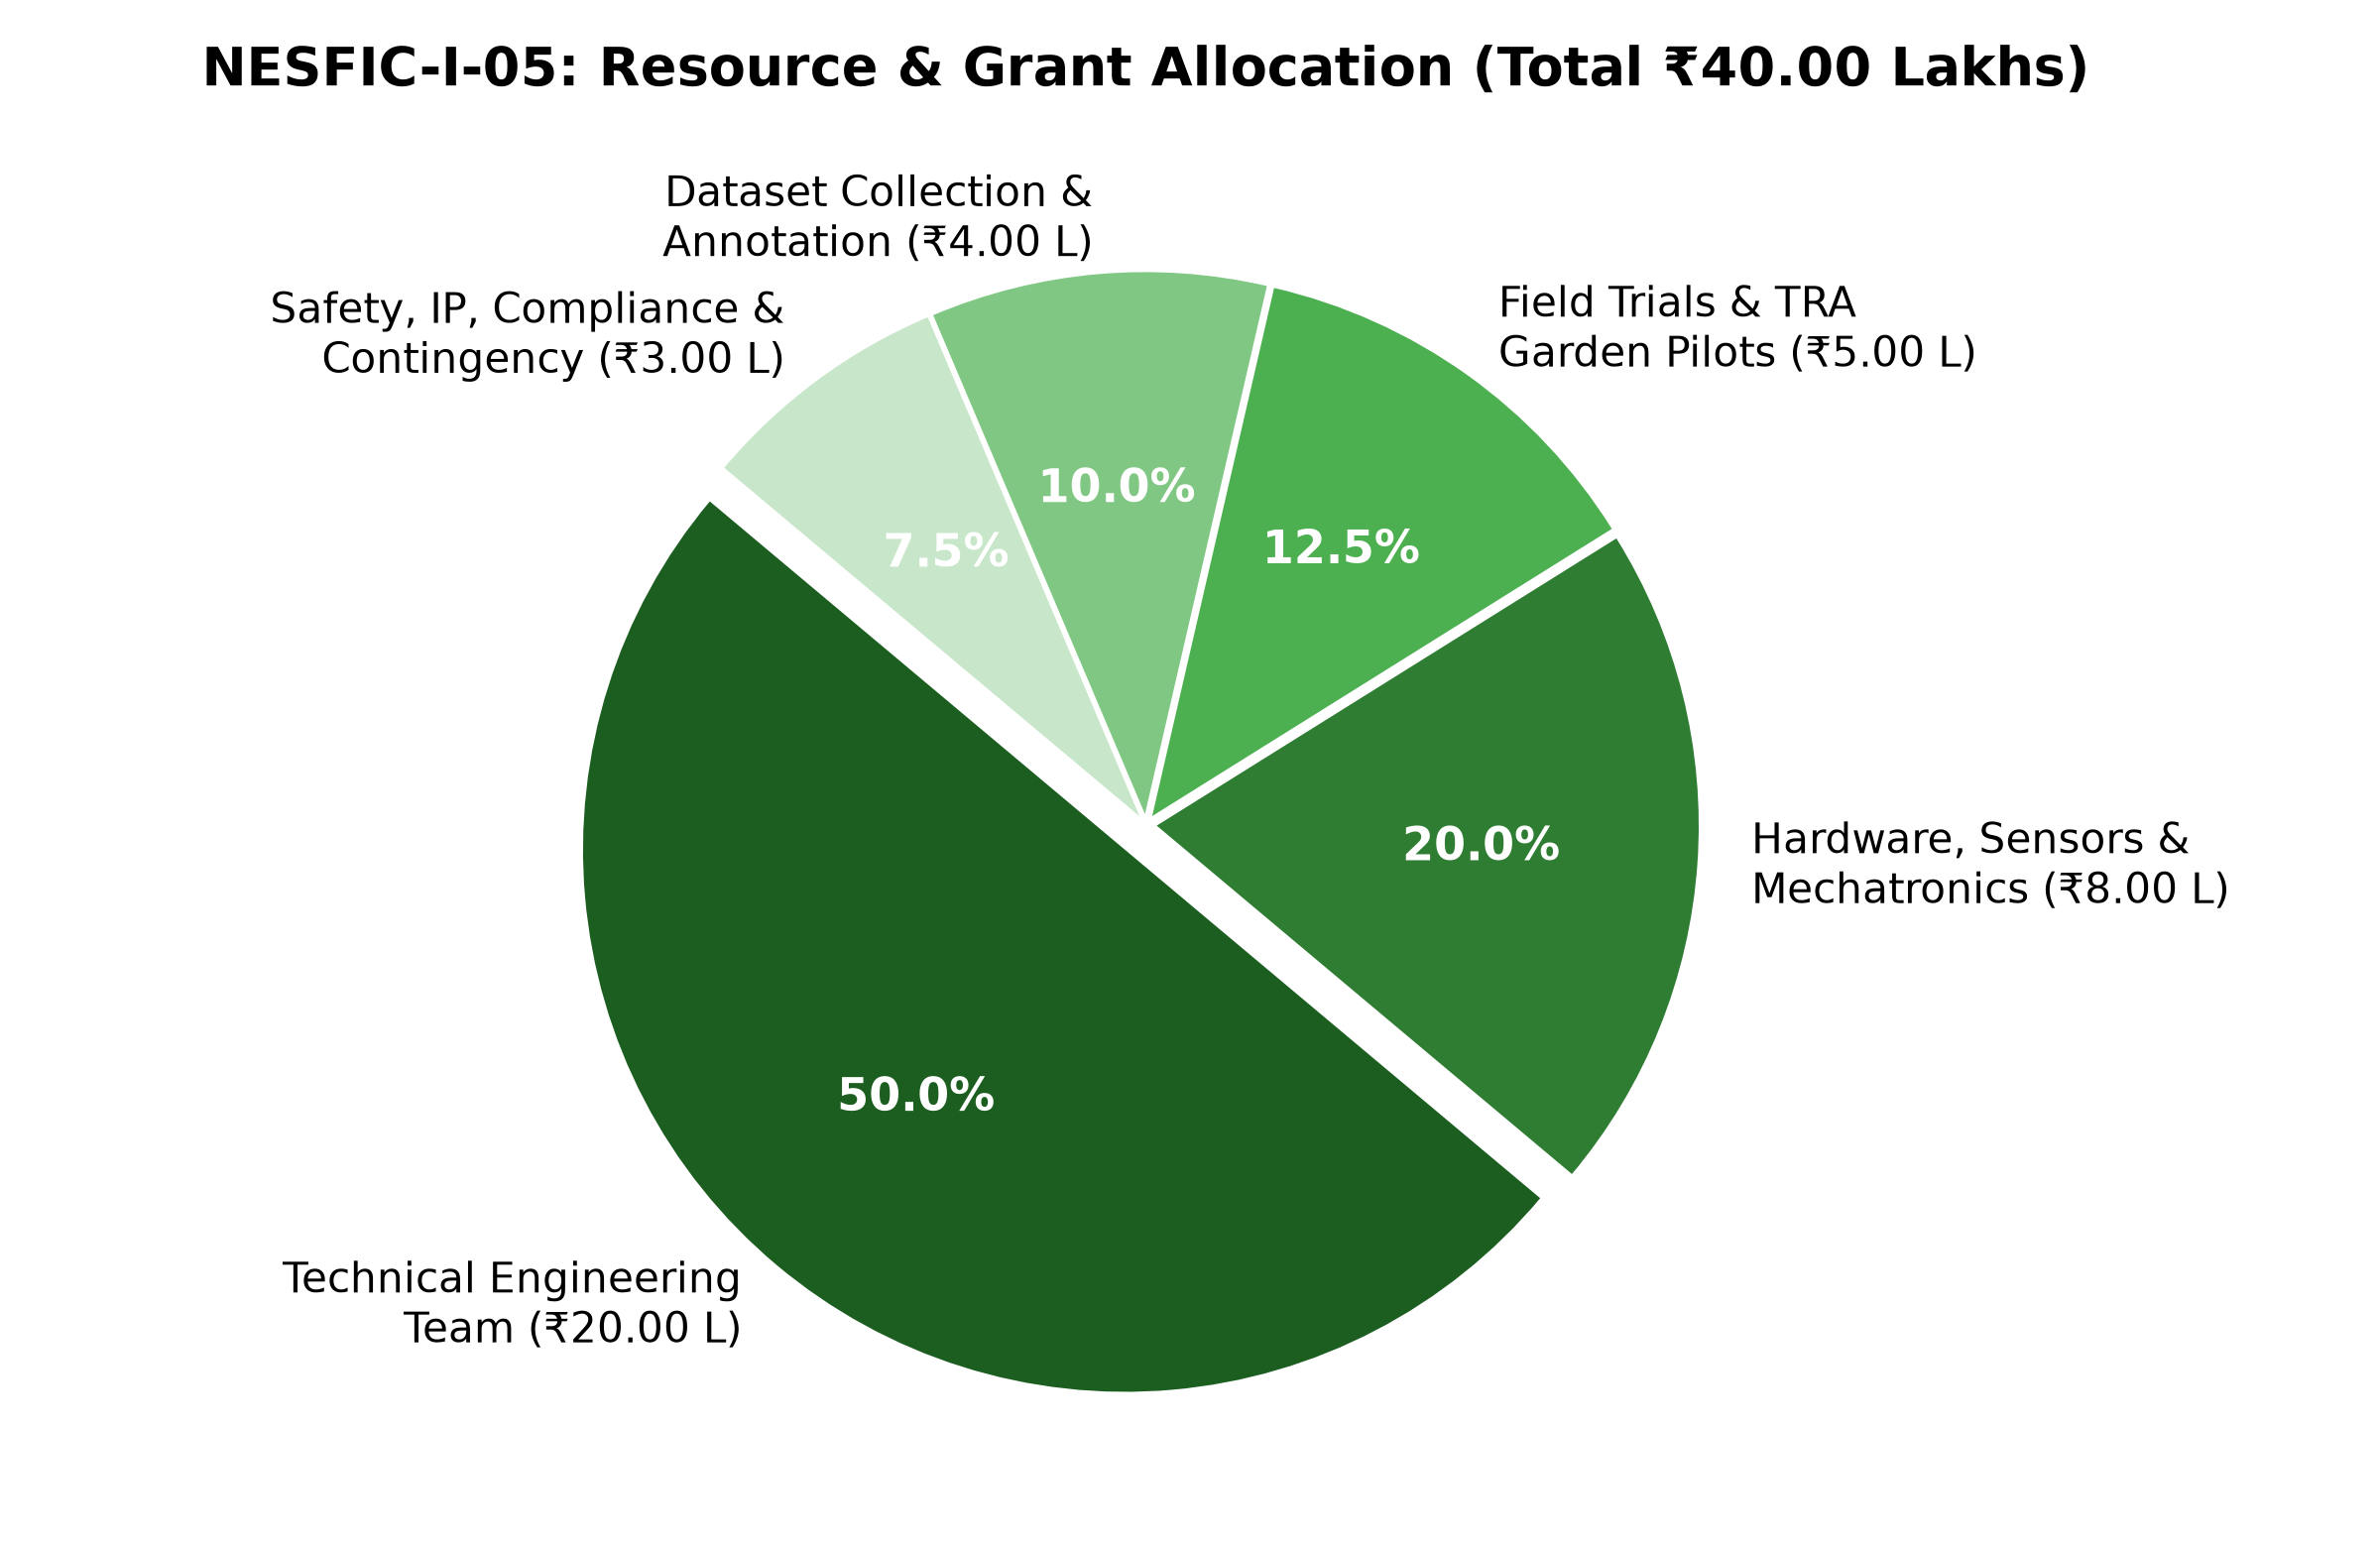 NESFIC-I-05: Resource & Grant Allocation (Total ₹40.00 Lakhs)
Dataset Collection &
Annotation (₹4.00 L)
Safety, IP, Compliance &
Contingency (₹3.00 L)
Field Trials & TRA
Garden Pilots (₹5.00 L)
10.0%
7.5%
12.5%
20.0%
Hardware, Sensors &
Mechatronics (₹8.00 L)
50.0%
Technical Engineering
Team (₹20.00 L)